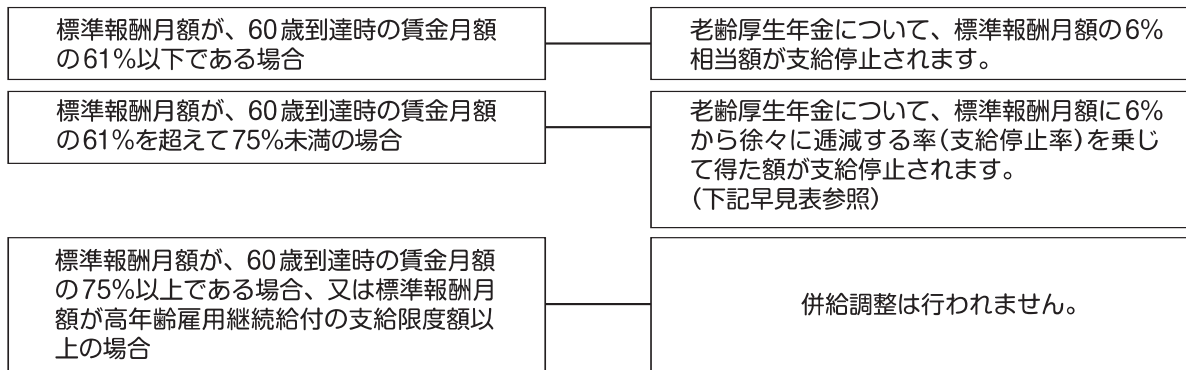 標準報酬月額が、60歳到達時の賃金月額
の61%以下である場合
老齢厚生年金について、標準報酬月額の6%
相当額が支給停止されます。
標準報酬月額が、60歳到達時の賃金月額
の61%を超えて75%未満の場合
老齢厚生年金について、標準報酬月額に6%
から徐々に逓減する率(支給停止率)を乗じ
て得た額が支給停止されます。
(下記早見表参照)
標準報酬月額が、60歳到達時の賃金月額
の75%以上である場合、又は標準報酬月
額が高年齢雇用継続給付の支給限度額以
上の場合
併給調整は行われません。